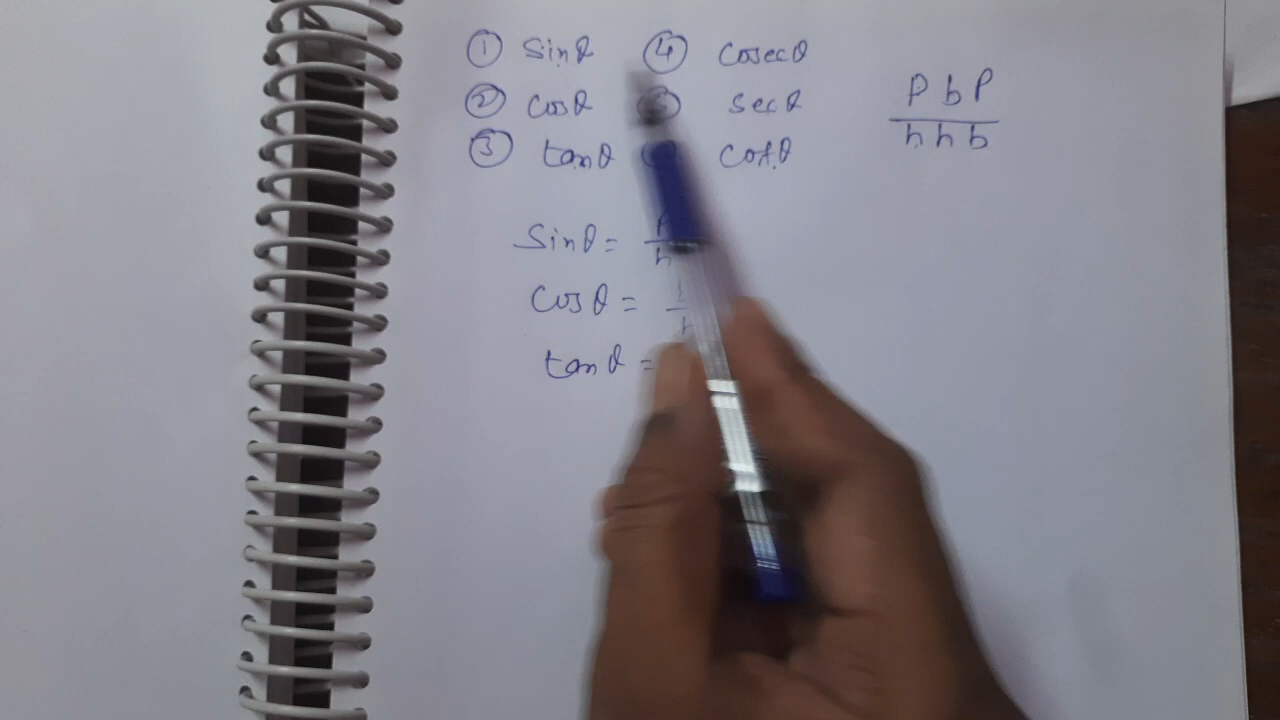 ① Sinθ ④ Cosecθ
② Cosθ secθ
③ tanθ cotθ
P b P
h h b
Sinθ =
h
Cosθ =
tanθ =